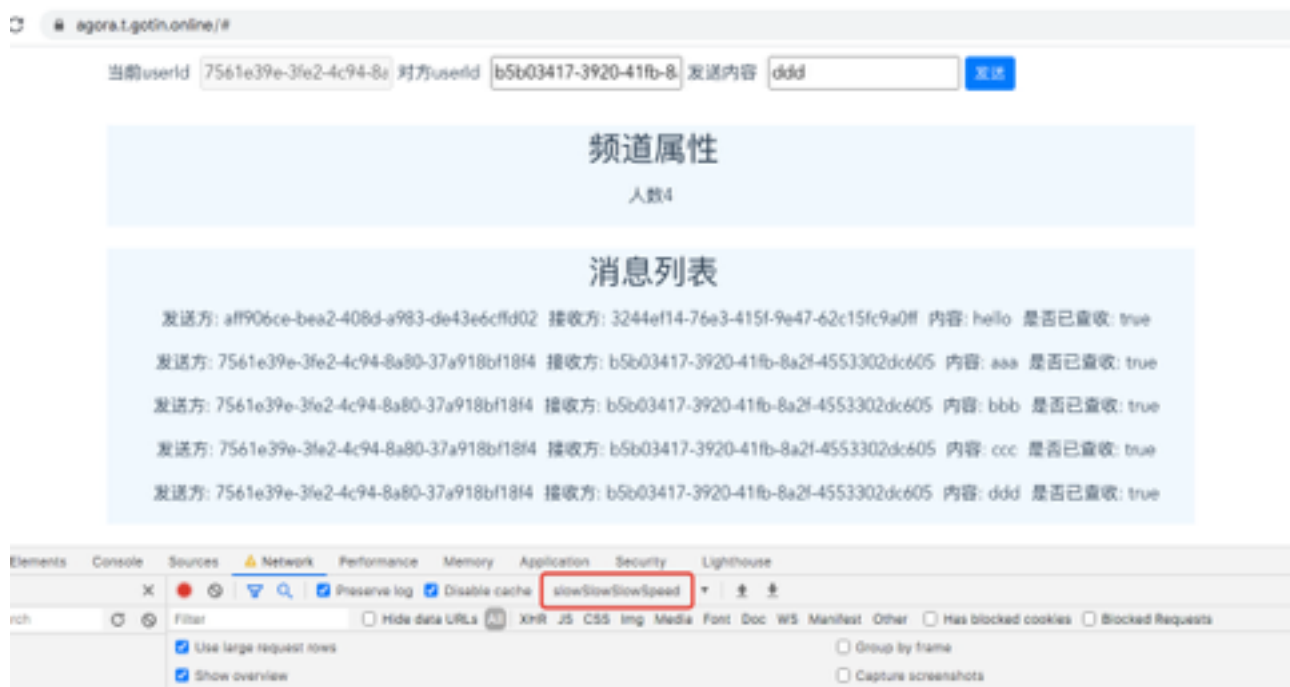 agora.t.gotin.online/#
当前userId 7561e39e-3fe2-4c94-8a 对方userId b5b03417-3920-41fb-8 发送内容 ddd 发送
频道属性
人数4
消息列表
发送方: aff906ce-bea2-408d-a983-de43e6cffd02 接收方: 3244ef14-76e3-415f-9e47-62c15fc9a0ff 内容: hello 是否已查收: true
发送方: 7561e39e-3fe2-4c94-8a80-37a918bf18f4 接收方: b5b03417-3920-41fb-8a2f-4553302dc605 内容: aaa 是否已查收: true
发送方: 7561e39e-3fe2-4c94-8a80-37a918bf18f4 接收方: b5b03417-3920-41fb-8a2f-4553302dc605 内容: bbb 是否已查收: true
发送方: 7561e39e-3fe2-4c94-8a80-37a918bf18f4 接收方: b5b03417-3920-41fb-8a2f-4553302dc605 内容: ccc 是否已查收: true
发送方: 7561e39e-3fe2-4c94-8a80-37a918bf18f4 接收方: b5b03417-3920-41fb-8a2f-4553302dc605 内容: ddd 是否已查收: true
Elements Console Sources Network Performance Memory Application Security Lighthouse
Preserve log Disable cache slowSlowSlowSpeed
rch Filter Hide data URLs All XHR JS CSS Img Media Font Doc WS Manifest Other Has blocked cookies Blocked Requests
Use large request rows Group by frame
Show overview Capture screenshots